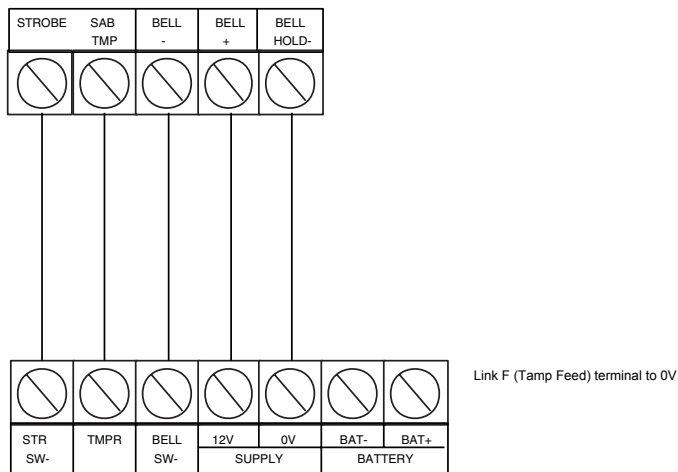 STROBE SAB BELL BELL BELL
TMP - + HOLD-
Link F (Tamp Feed) terminal to 0V
STR TMPR BELL 12V 0V BAT- BAT+
SW- SW- SUPPLY BATTERY